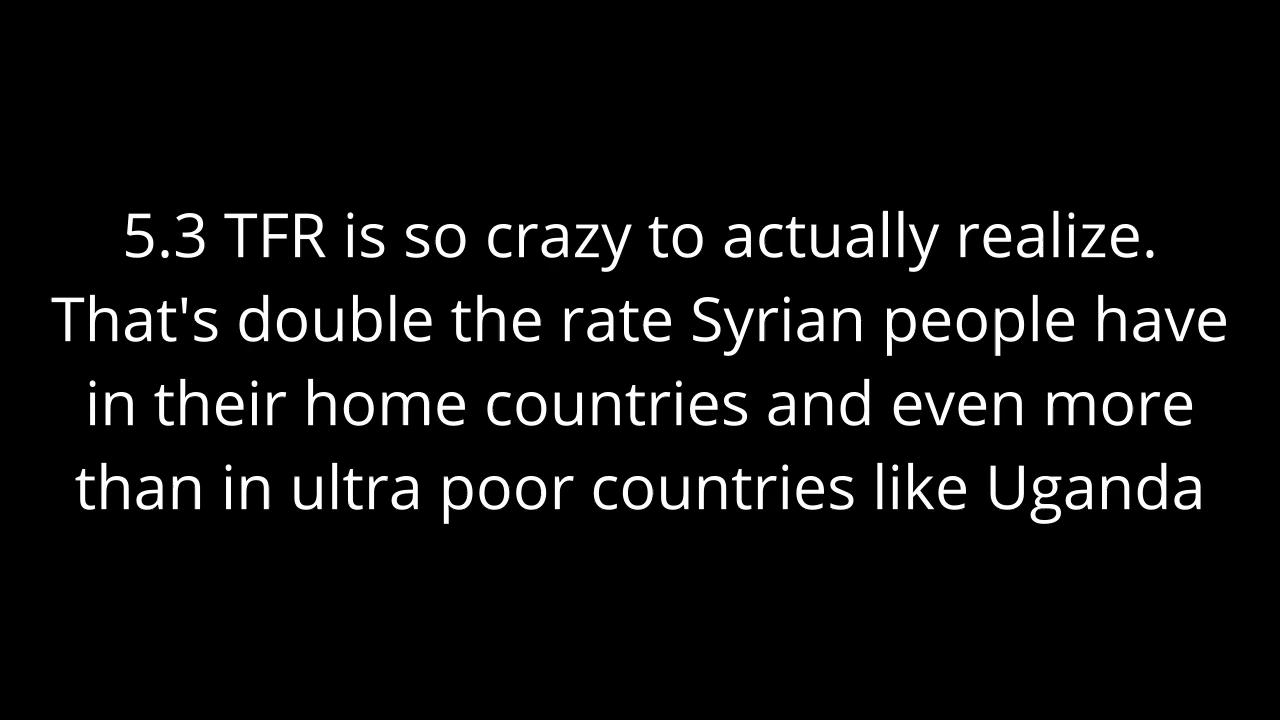 5.3 TFR is so crazy to actually realize.
That's double the rate Syrian people have
in their home countries and even more
than in ultra poor countries like Uganda